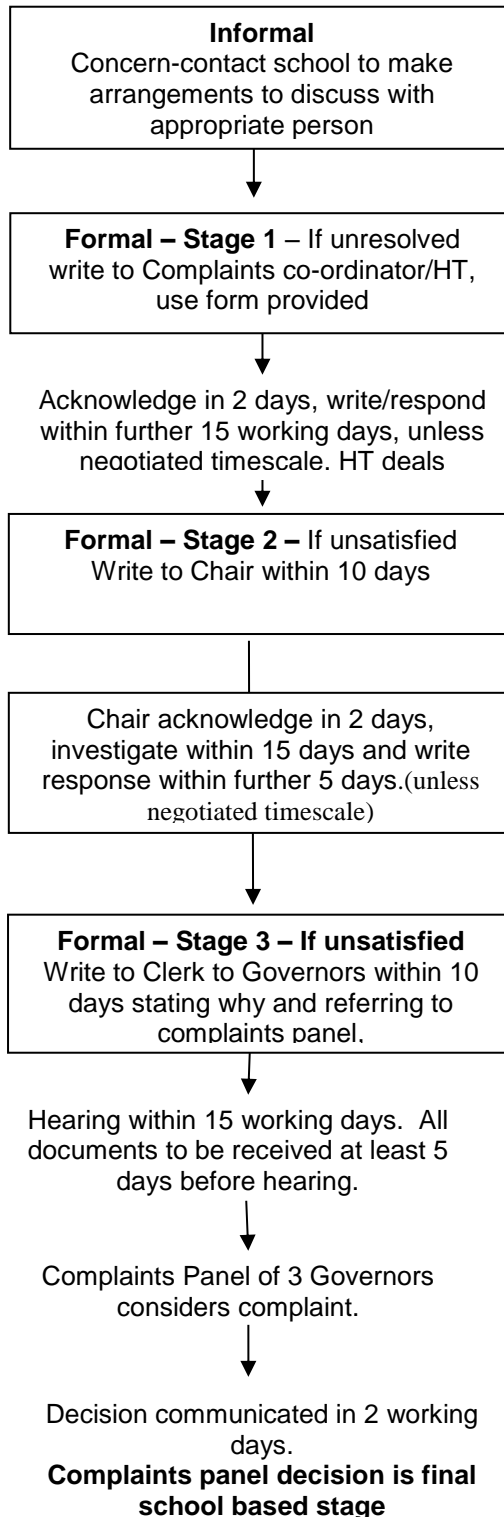 Informal
Concern-contact school to make
arrangements to discuss with
appropriate person
Formal – Stage 1 – If unresolved
write to Complaints co-ordinator/HT,
use form provided
Acknowledge in 2 days, write/respond
within further 15 working days, unless
negotiated timescale. HT deals
Formal – Stage 2 – If unsatisfied
Write to Chair within 10 days
Chair acknowledge in 2 days,
investigate within 15 days and write
response within further 5 days.(unless
negotiated timescale)
Formal – Stage 3 – If unsatisfied
Write to Clerk to Governors within 10
days stating why and referring to
complaints panel,
Hearing within 15 working days.  All
documents to be received at least 5
days before hearing.
Complaints Panel of 3 Governors
considers complaint.
Decision communicated in 2 working
days.
Complaints panel decision is final
school based stage